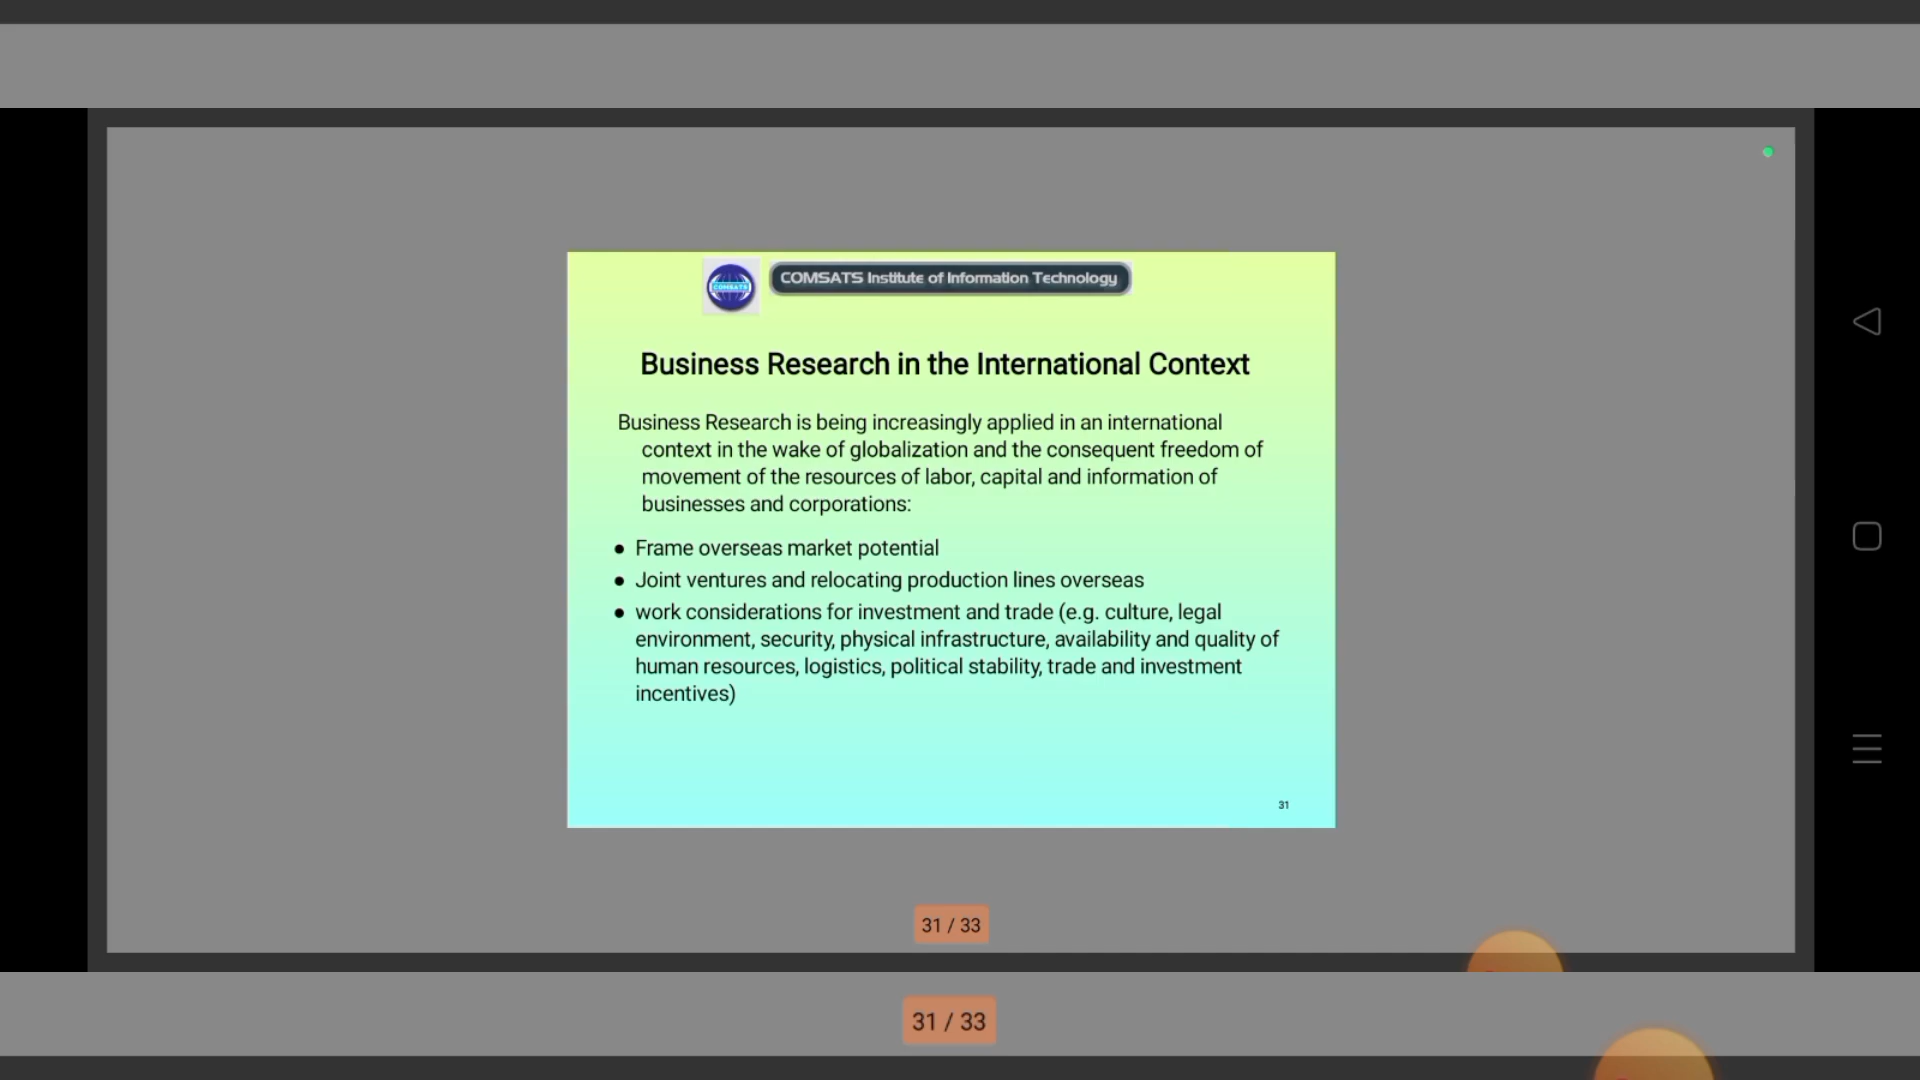 COMSATS
COMSATS Institute of Information Technology
Business Research in the International Context
Business Research is being increasingly applied in an international
context in the wake of globalization and the consequent freedom of
movement of the resources of labor, capital and information of
businesses and corporations:
● Frame overseas market potential
● Joint ventures and relocating production lines overseas
● work considerations for investment and trade (e.g. culture, legal
environment, security, physical infrastructure, availability and quality of
human resources, logistics, political stability, trade and investment
incentives)
31
31 / 33
31 / 33